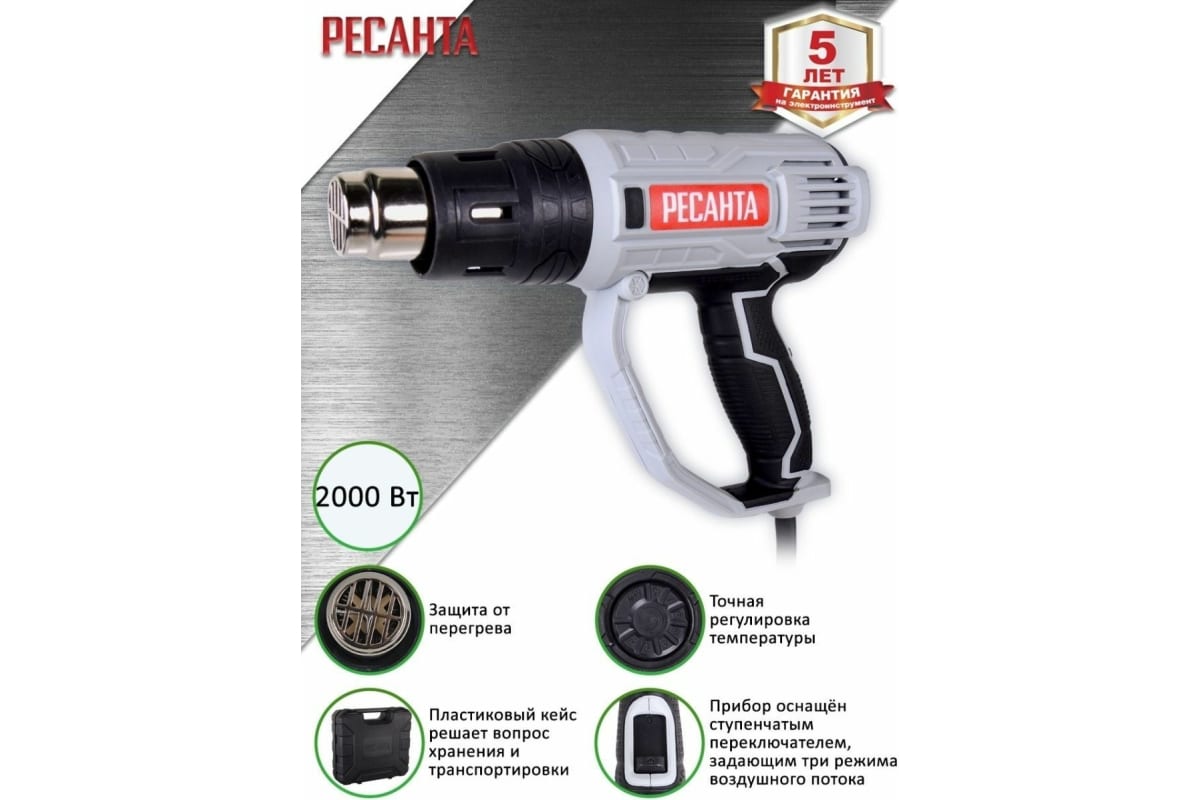 РЕСАНТА
5
ЛЕТ
ГАРАНТИЯ
на электроинструмент
РЕСАНТА
2000 Вт
Защита от
перегрева
Точная
регулировка
температуры
Пластиковый кейс
решает вопрос
хранения и
транспортировки
Прибор оснащён
ступенчатым
переключателем,
задающим три режима
воздушного потока
РЕСАНТА